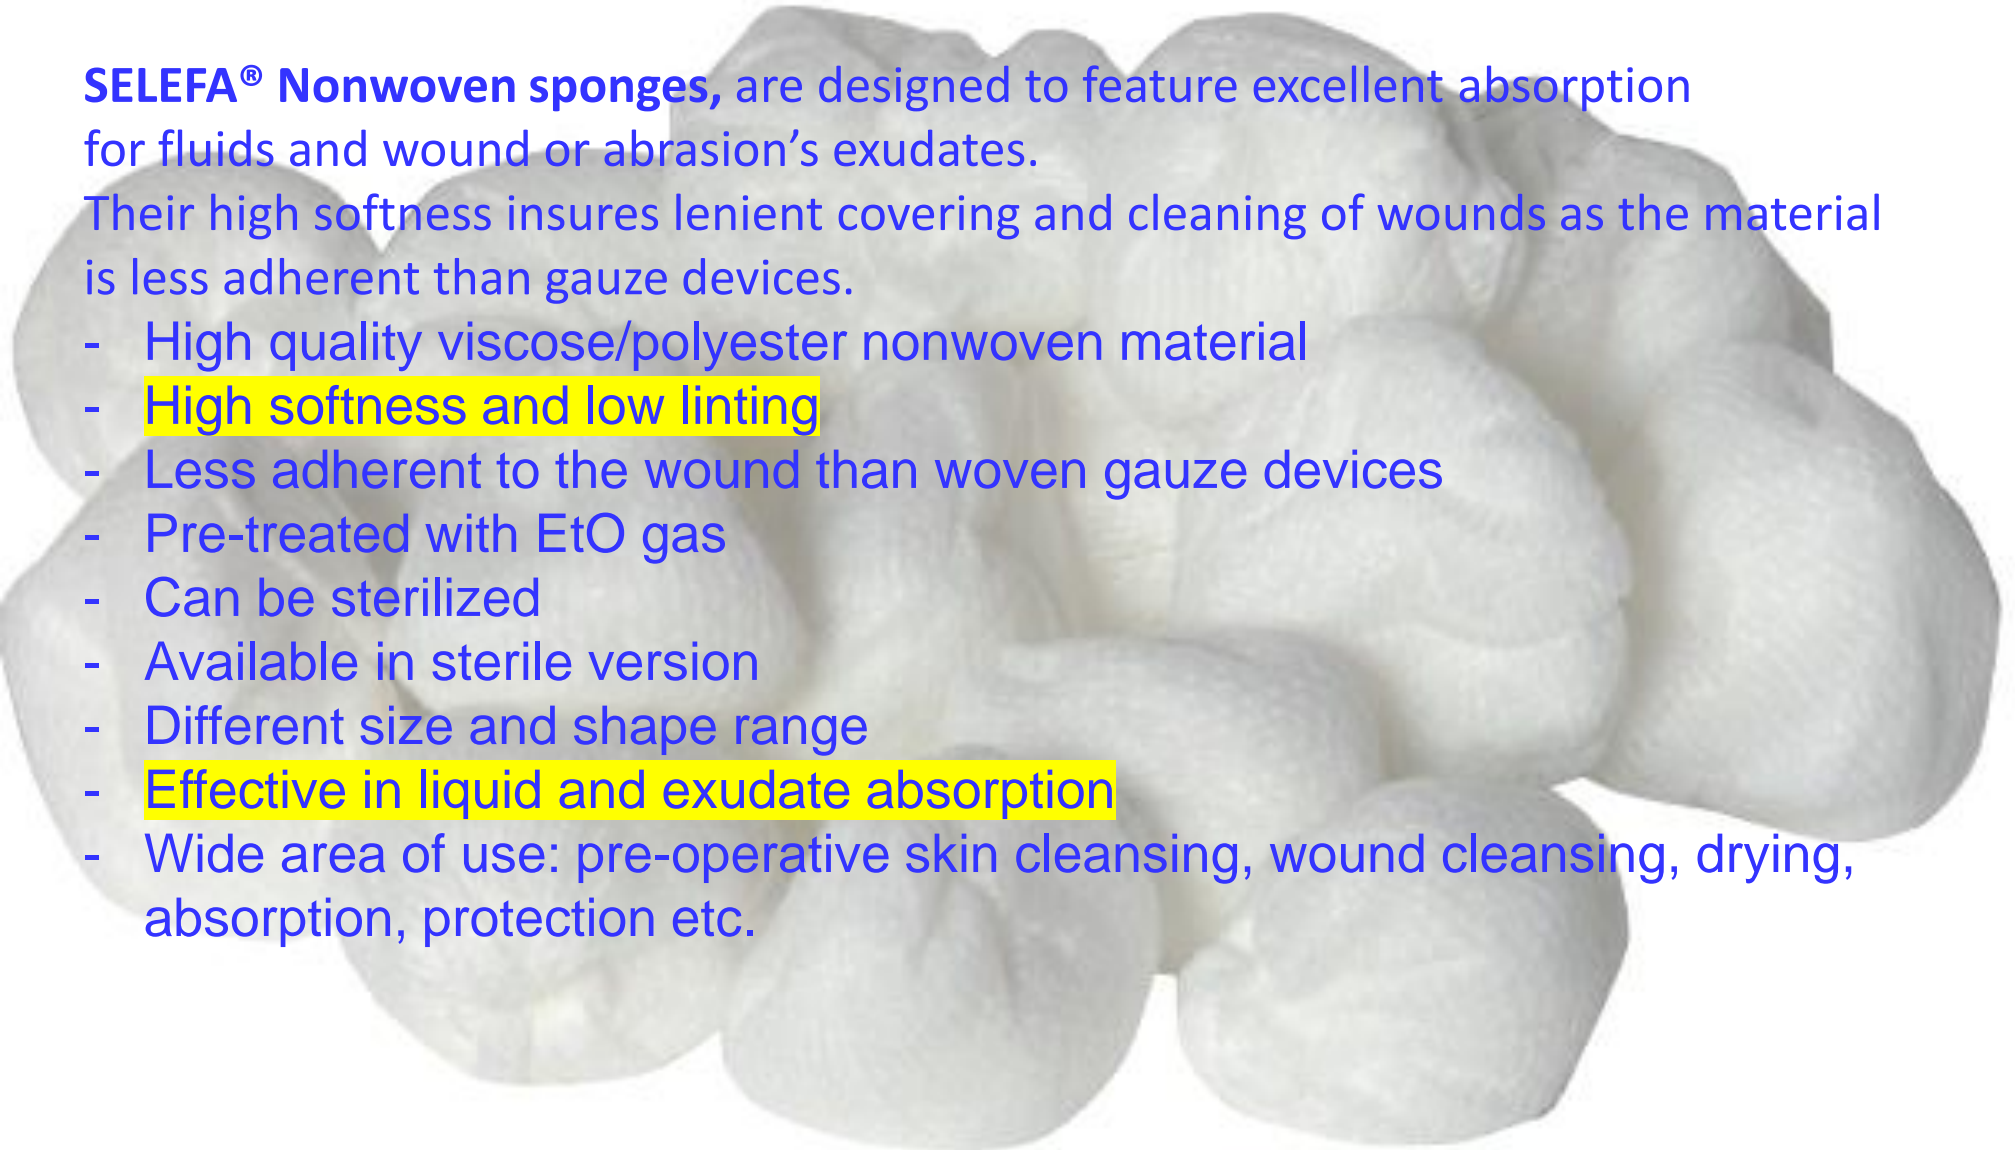 SELEFA® Nonwoven sponges, are designed to feature excellent absorption
for fluids and wound or abrasion’s exudates.
Their high softness insures lenient covering and cleaning of wounds as the material
is less adherent than gauze devices.
- High quality viscose/polyester nonwoven material
- High softness and low linting
- Less adherent to the wound than woven gauze devices
- Pre-treated with EtO gas
- Can be sterilized
- Available in sterile version
- Different size and shape range
- Effective in liquid and exudate absorption
- Wide area of use: pre-operative skin cleansing, wound cleansing, drying,
absorption, protection etc.